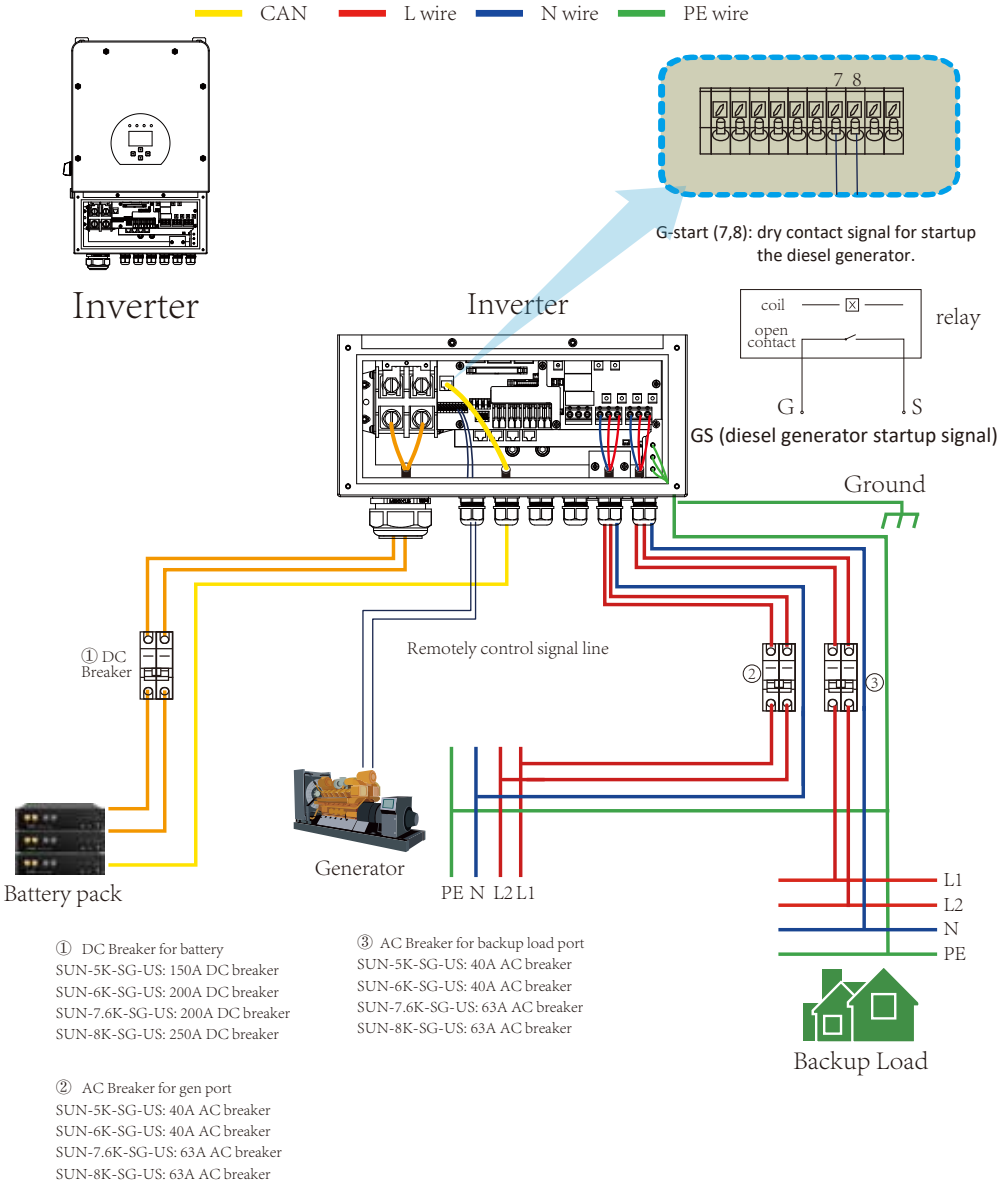 CAN L wire N wire PE wire
7 8
G-start (7,8): dry contact signal for startup
the diesel generator.
Inverter
Inverter
coil
relay
open
contact
G S
GS (diesel generator startup signal)
Ground
① DC
Breaker
Remotely control signal line
②
③
Battery pack
Generator
PE N L2 L1
L1
L2
N
PE
Backup Load
① DC Breaker for battery
SUN-5K-SG-US: 150A DC breaker
SUN-6K-SG-US: 200A DC breaker
SUN-7.6K-SG-US: 200A DC breaker
SUN-8K-SG-US: 250A DC breaker
③ AC Breaker for backup load port
SUN-5K-SG-US: 40A AC breaker
SUN-6K-SG-US: 40A AC breaker
SUN-7.6K-SG-US: 63A AC breaker
SUN-8K-SG-US: 63A AC breaker
② AC Breaker for gen port
SUN-5K-SG-US: 40A AC breaker
SUN-6K-SG-US: 40A AC breaker
SUN-7.6K-SG-US: 63A AC breaker
SUN-8K-SG-US: 63A AC breaker